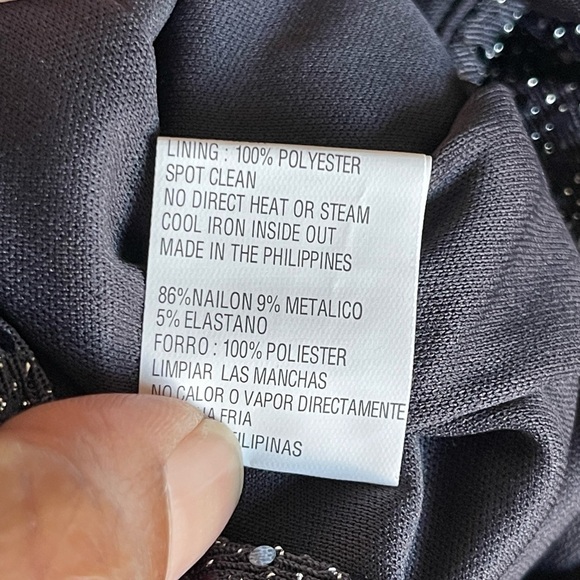 LINING : 100% POLYESTER
SPOT CLEAN
NO DIRECT HEAT OR STEAM
COOL IRON INSIDE OUT
MADE IN THE PHILIPPINES
86%NAILON 9% METALICO
5% ELASTANO
FORRO : 100% POLIESTER
LIMPIAR LAS MANCHAS
NO CALOR O VAPOR DIRECTAMENTE
FRIA
FILIPINAS